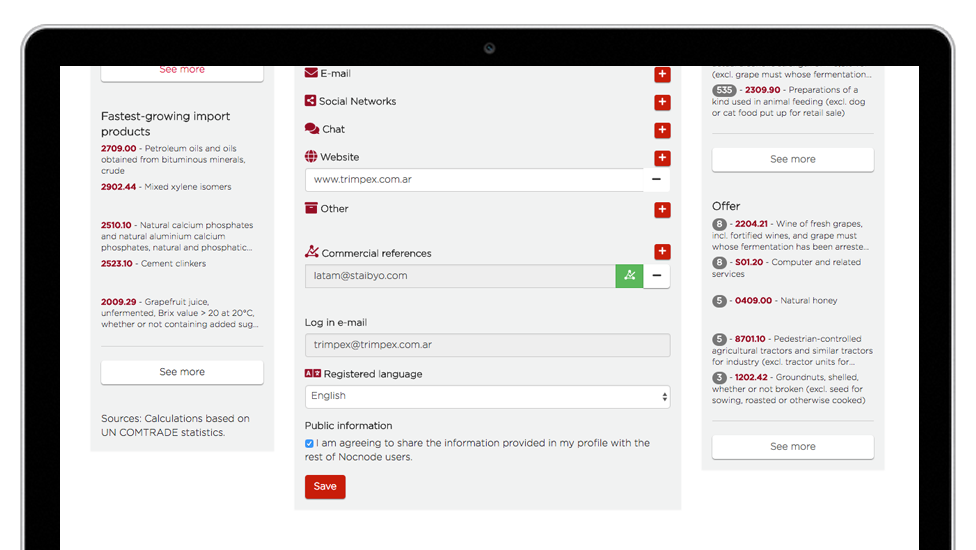 See more
Fastest-growing import
products
2709.00 - Petroleum oils and oils
obtained from bituminous minerals,
crude
2902.44 - Mixed xylene isomers
2510.10 - Natural calcium phosphates
and natural aluminium calcium
phosphates, natural and phosphatic...
2523.10 - Cement clinkers
2009.29 - Grapefruit juice,
unfermented, Brix value > 20 at 20°C,
whether or not containing added sug...
See more
Sources: Calculations based on
UN COMTRADE statistics.
E-mail
Social Networks
Chat
Website
www.trimpex.com.ar
Other
Commercial references
latam@staibyo.com
Log in e-mail
trimpex@trimpex.com.ar
Registered language
English
Public information
I am agreeing to share the information provided in my profile with the
rest of Nocnode users.
Save
(excl. grape must whose fermentation...
535 - 2309.90 - Preparations of a
kind used in animal feeding (excl. dog
or cat food put up for retail sale)
See more
Offer
8 - 2204.21 - Wine of fresh grapes,
incl. fortified wines, and grape must
whose fermentation has been arreste...
8 - S01.20 - Computer and related
services
5 - 0409.00 - Natural honey
5 - 8701.10 - Pedestrian-controlled
agricultural tractors and similar tractors
for industry (excl. tractor units for...
3 - 1202.42 - Groundnuts, shelled,
whether or not broken (excl. seed for
sowing, roasted or otherwise cooked)
See more